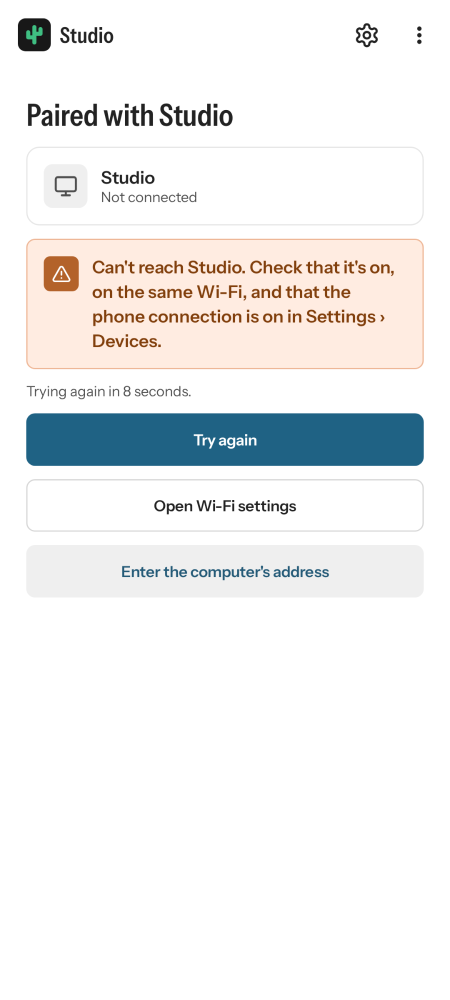 Studio
Paired with Studio
Studio
Not connected
Can't reach Studio. Check that it's on,
on the same Wi-Fi, and that the
phone connection is on in Settings ›
Devices.
Trying again in 8 seconds.
Try again
Open Wi-Fi settings
Enter the computer's address